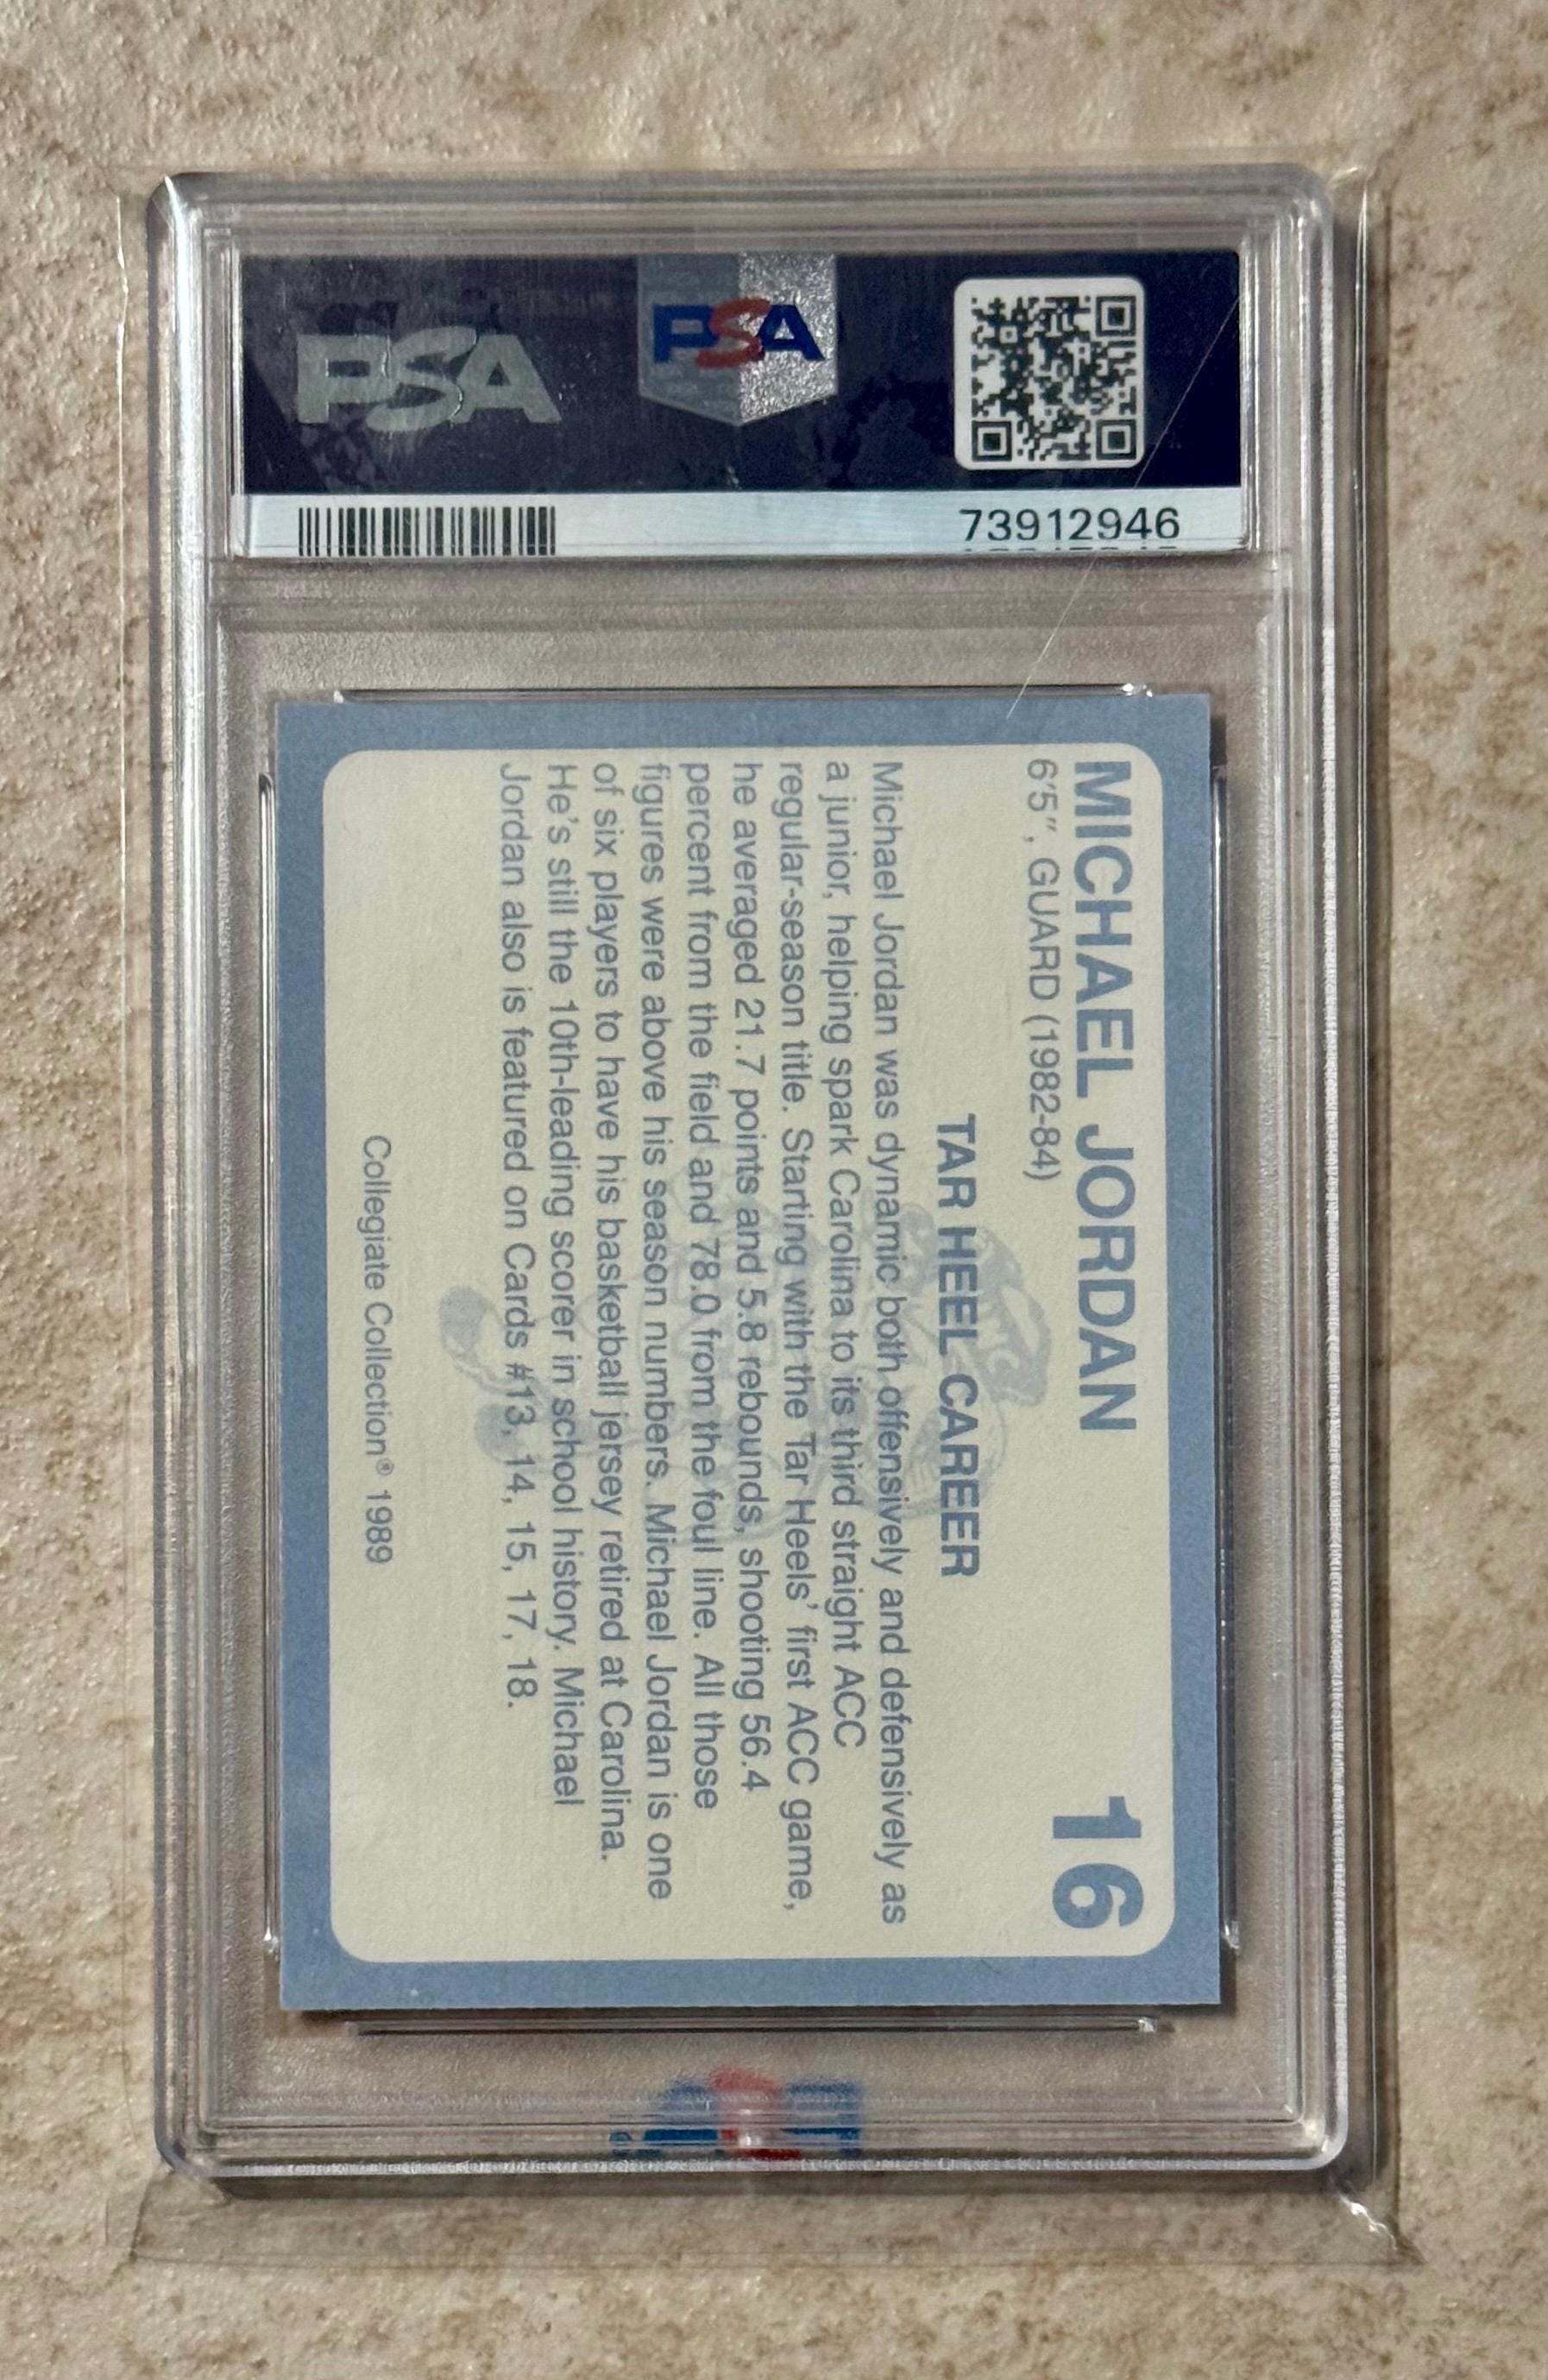 PSA
PSA
73912946
MICHAEL JORDAN
16
6'5", GUARD (1982-84)
TAR HEEL CAREER
Michael Jordan was dynamic both offensively and defensively as
a junior, helping spark Carolina to its third straight ACC
regular-season title. Starting with the Tar Heels' first ACC game,
he averaged 21.7 points and 5.8 rebounds, shooting 56.4
percent from the field and 78.0 from the foul line. All those
figures were above his season numbers. Michael Jordan is one
of six players to have his basketball jersey retired at Carolina.
He's still the 10th-leading scorer in school history. Michael
Jordan also is featured on Cards #13, 14, 15, 17, 18.
Collegiate Collection® 1989